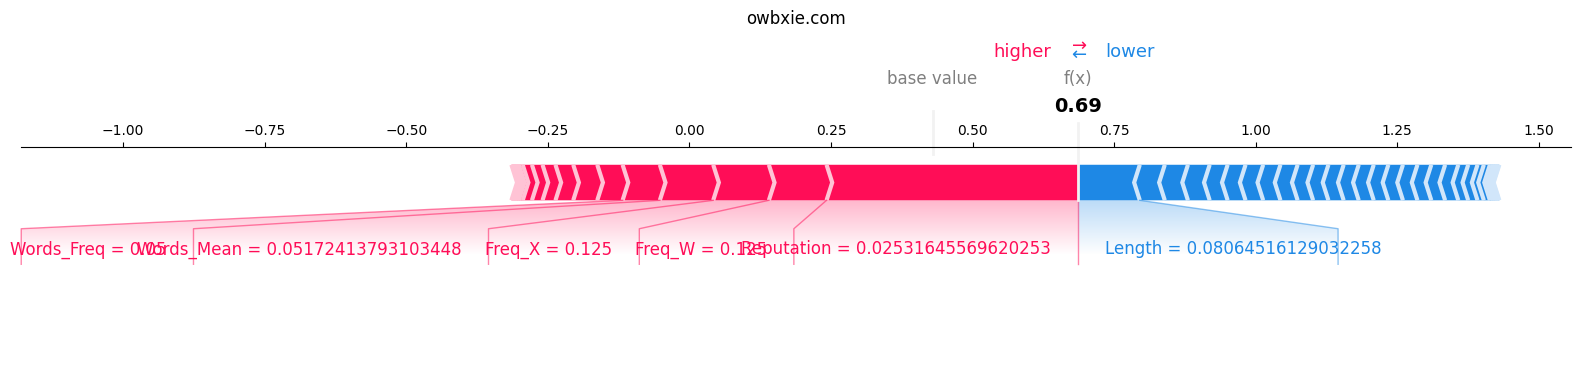 owbxie.com
higher ⇄ lower
base value f(x)
0.69
−1.00 −0.75 −0.50 −0.25 0.00 0.25 0.50 0.75 1.00 1.25 1.50
Words_Freq = 0.05 Words_Mean = 0.05172413793103448 Freq_X = 0.125 Freq_W = 0.125 Reputation = 0.02531645569620253 Length = 0.08064516129032258